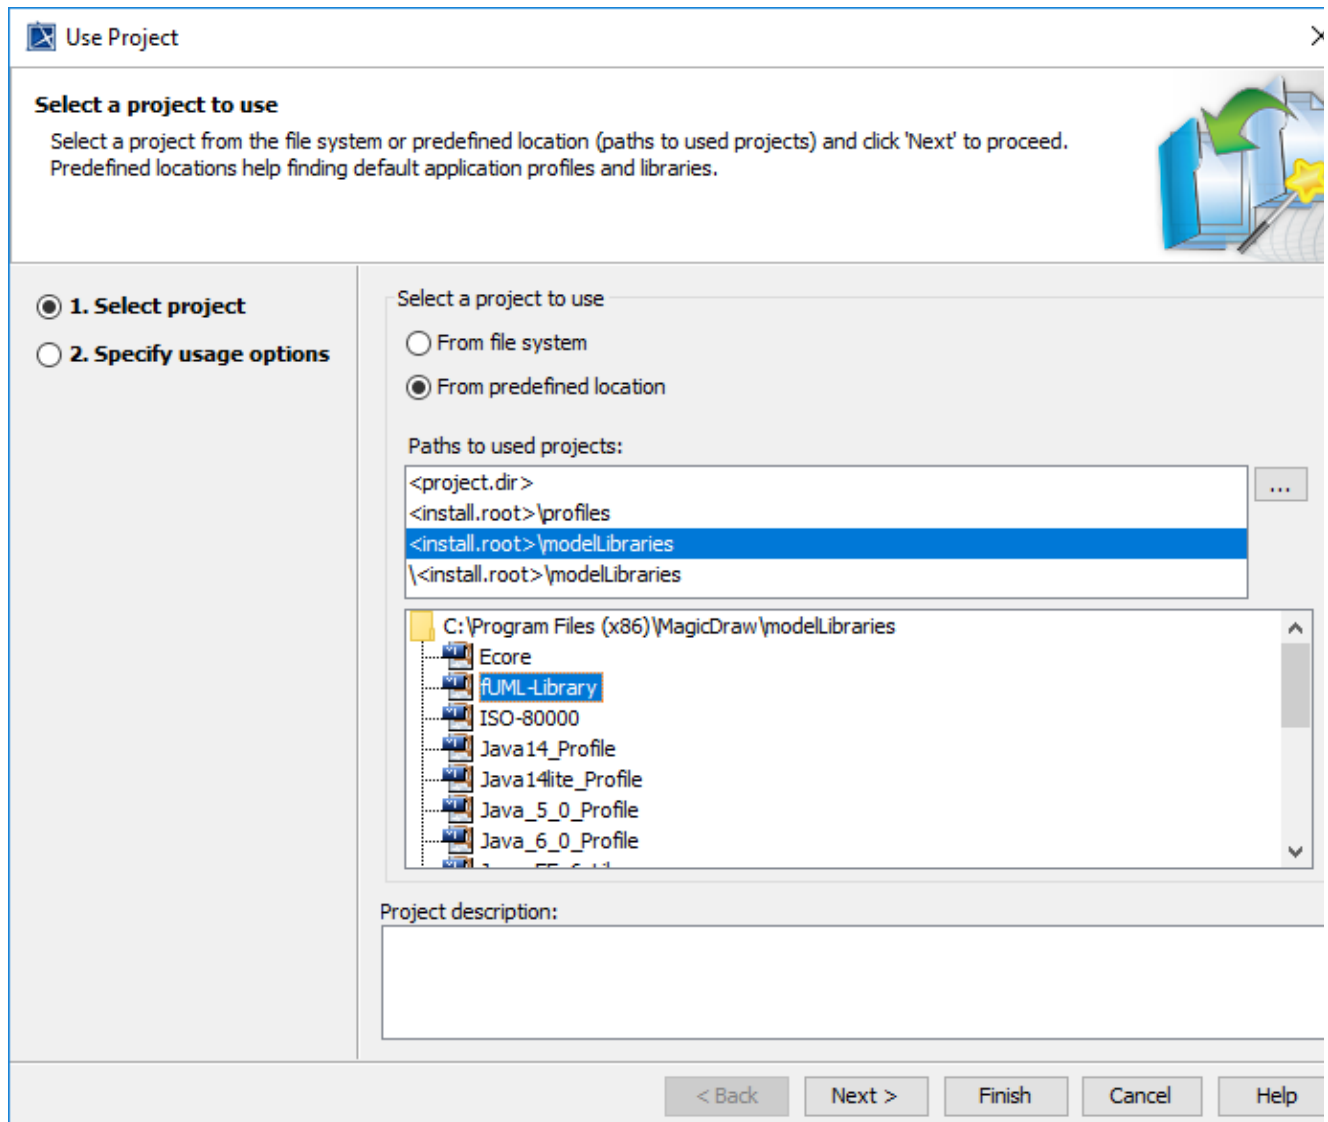 Use Project
Select a project to use
Select a project from the file system or predefined location (paths to used projects) and click 'Next' to proceed.
Predefined locations help finding default application profiles and libraries.
1. Select project
2. Specify usage options
Select a project to use
From file system
From predefined location
Paths to used projects:
<project.dir>
...
<install.root>\profiles
<install.root>\modelLibraries
\<install.root>\modelLibraries
C:\Program Files (x86)\MagicDraw\modelLibraries
Ecore
fUML-Library
ISO-80000
Java14_Profile
Java14lite_Profile
Java_5_0_Profile
Java_6_0_Profile
Project description:
< Back Next > Finish Cancel Help